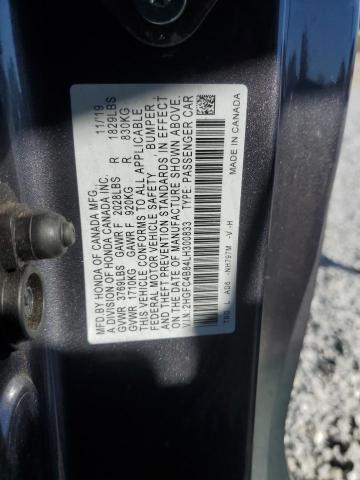 MFD. BY HONDA OF CANADA MFG., 11/19
A DIVISION OF HONDA CANADA INC.
GVWR 3769LBS GAWR F 2028LBS R 1829LBS
GVWR 1710KG GAWR F 920KG R 830KG
THIS VEHICLE CONFORMS TO ALL APPLICABLE
FEDERAL MOTOR VEHICLE SAFETY, BUMPER,
AND THEFT PREVENTION STANDARDS IN EFFECT
ON THE DATE OF MANUFACTURE SHOWN ABOVE.
V.I.N. 2HGFC4B84LH300833 TYPE: PASSENGER CAR
NH797M -V -H
MADE IN CANADA